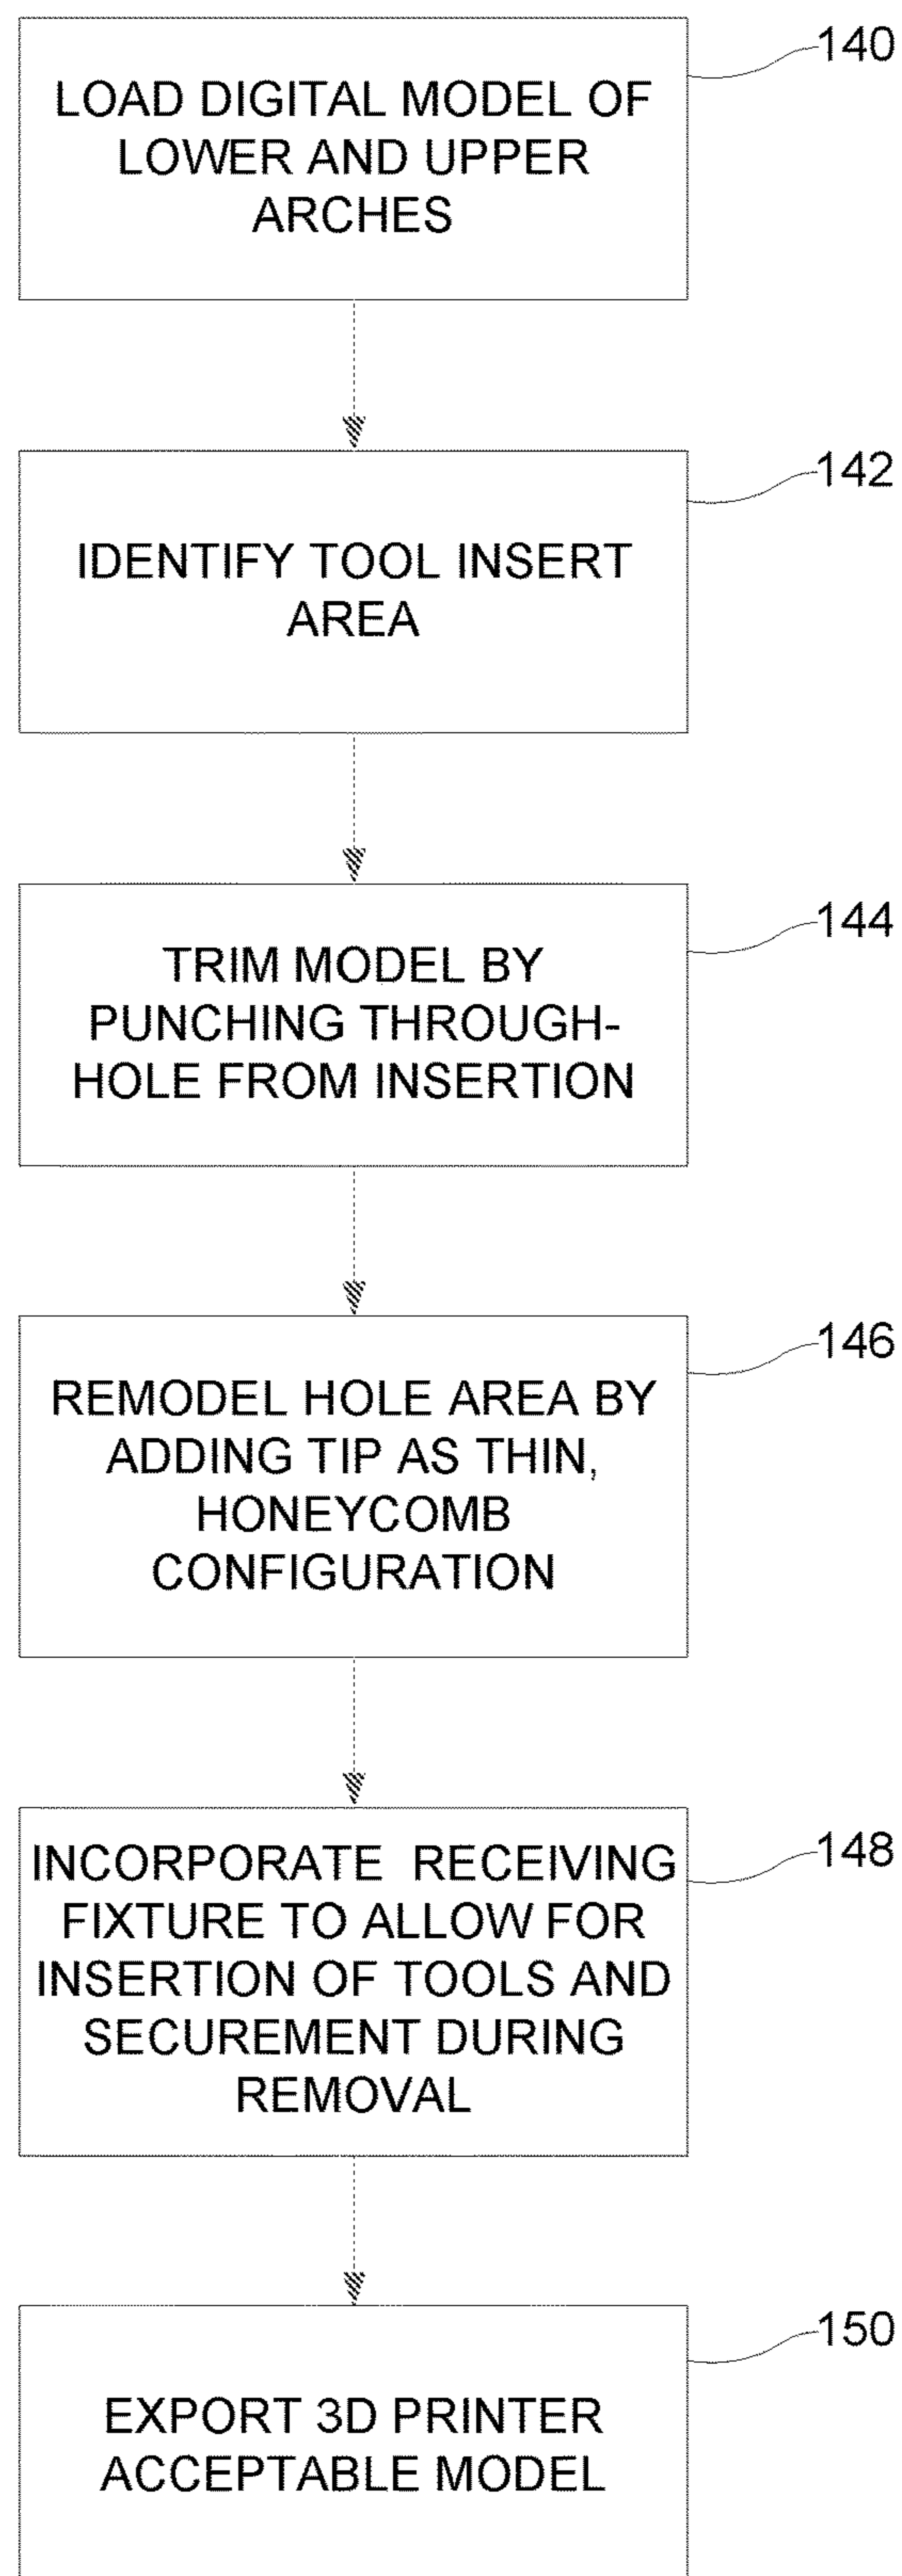 140
LOAD DIGITAL MODEL OF
LOWER AND UPPER
ARCHES
142
IDENTIFY TOOL INSERT
AREA
144
TRIM MODEL BY
PUNCHING THROUGH-
HOLE FROM INSERTION
146
REMODEL HOLE AREA BY
ADDING TIP AS THIN,
HONEYCOMB
CONFIGURATION
148
INCORPORATE RECEIVING
FIXTURE TO ALLOW FOR
INSERTION OF TOOLS AND
SECUREMENT DURING
REMOVAL
150
EXPORT 3D PRINTER
ACCEPTABLE MODEL